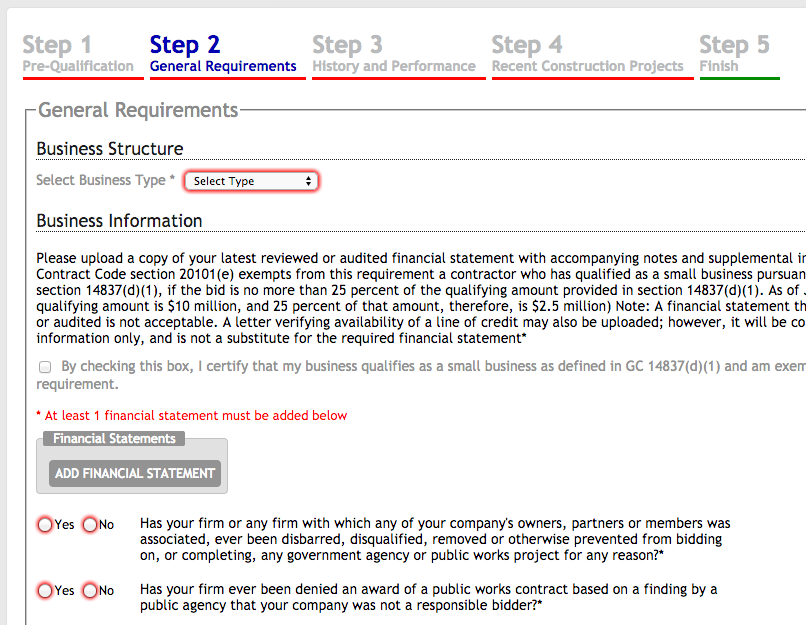 Step 1 Step 2 Step 3 Step 4 Step 5
Pre-Qualification General Requirements History and Performance Recent Construction Projects Finish
General Requirements
Business Structure
Select Business Type * Select Type
Business Information
Please upload a copy of your latest reviewed or audited financial statement with accompanying notes and supplemental
Contract Code section 20101(e) exempts from this requirement a contractor who has qualified as a small business
section 14837(d)(1), if the bid is no more than 25 percent of the qualifying amount provided in section 14837(d)(1). As of
qualifying amount is $10 million, and 25 percent of that amount, therefore, is $2.5 million) Note: A financial statement
or audited is not acceptable. A letter verifying availability of a line of credit may also be uploaded; however, it will be
information only, and is not a substitute for the required financial statement*
By checking this box, I certify that my business qualifies as a small business as defined in GC 14837(d)(1) and am
requirement.
* At least 1 financial statement must be added below
Financial Statements
ADD FINANCIAL STATEMENT
Yes No Has your firm or any firm with which any of your company's owners, partners or members was
associated, ever been disbarred, disqualified, removed or otherwise prevented from bidding
on, or completing, any government agency or public works project for any reason?*
Yes No Has your firm ever been denied an award of a public works contract based on a finding by a
public agency that your company was not a responsible bidder?*